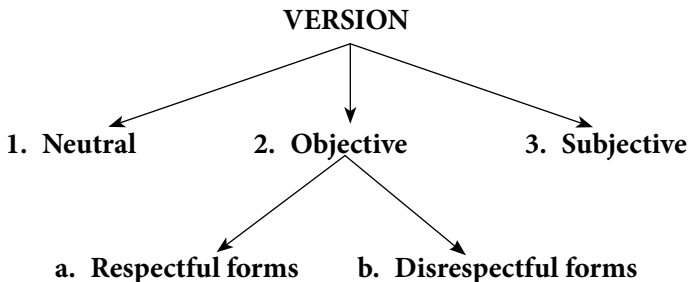 VERSION
1. Neutral 2. Objective 3. Subjective
a. Respectful forms b. Disrespectful forms